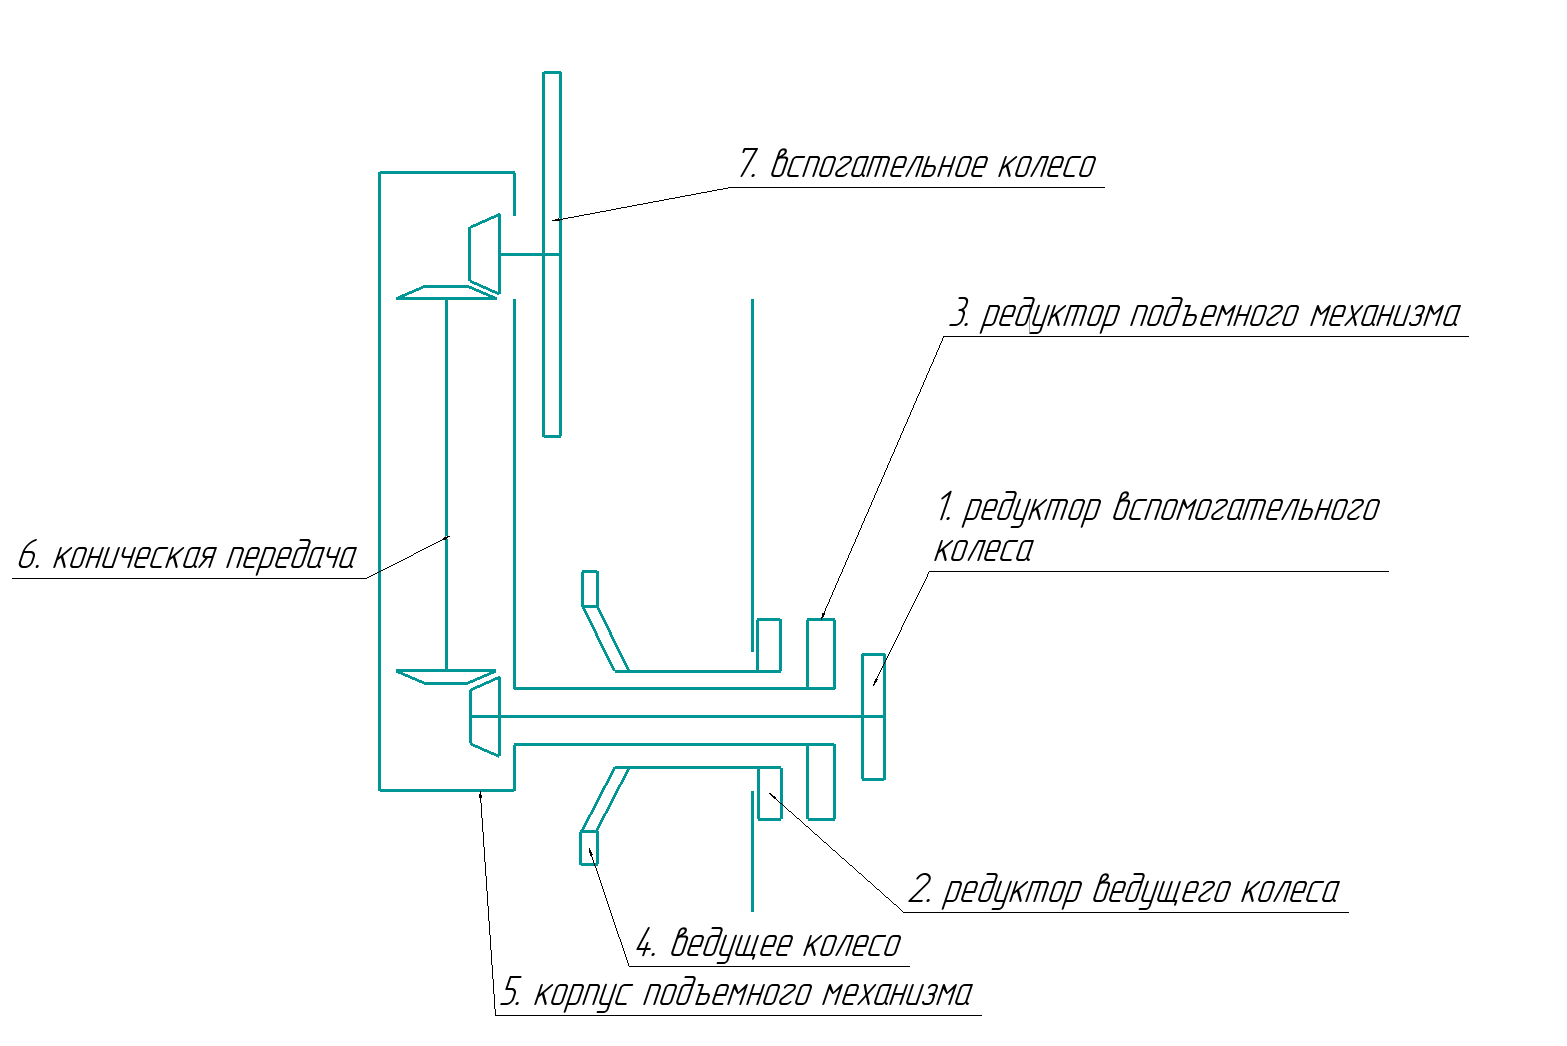 7. вспогательное колесо
3. редуктор подъемного механизма
1. редуктор вспомогательного
колеса
6. коническая передача
2. редуктор ведущего колеса
4. ведущее колесо
5. корпус подъемного механизма